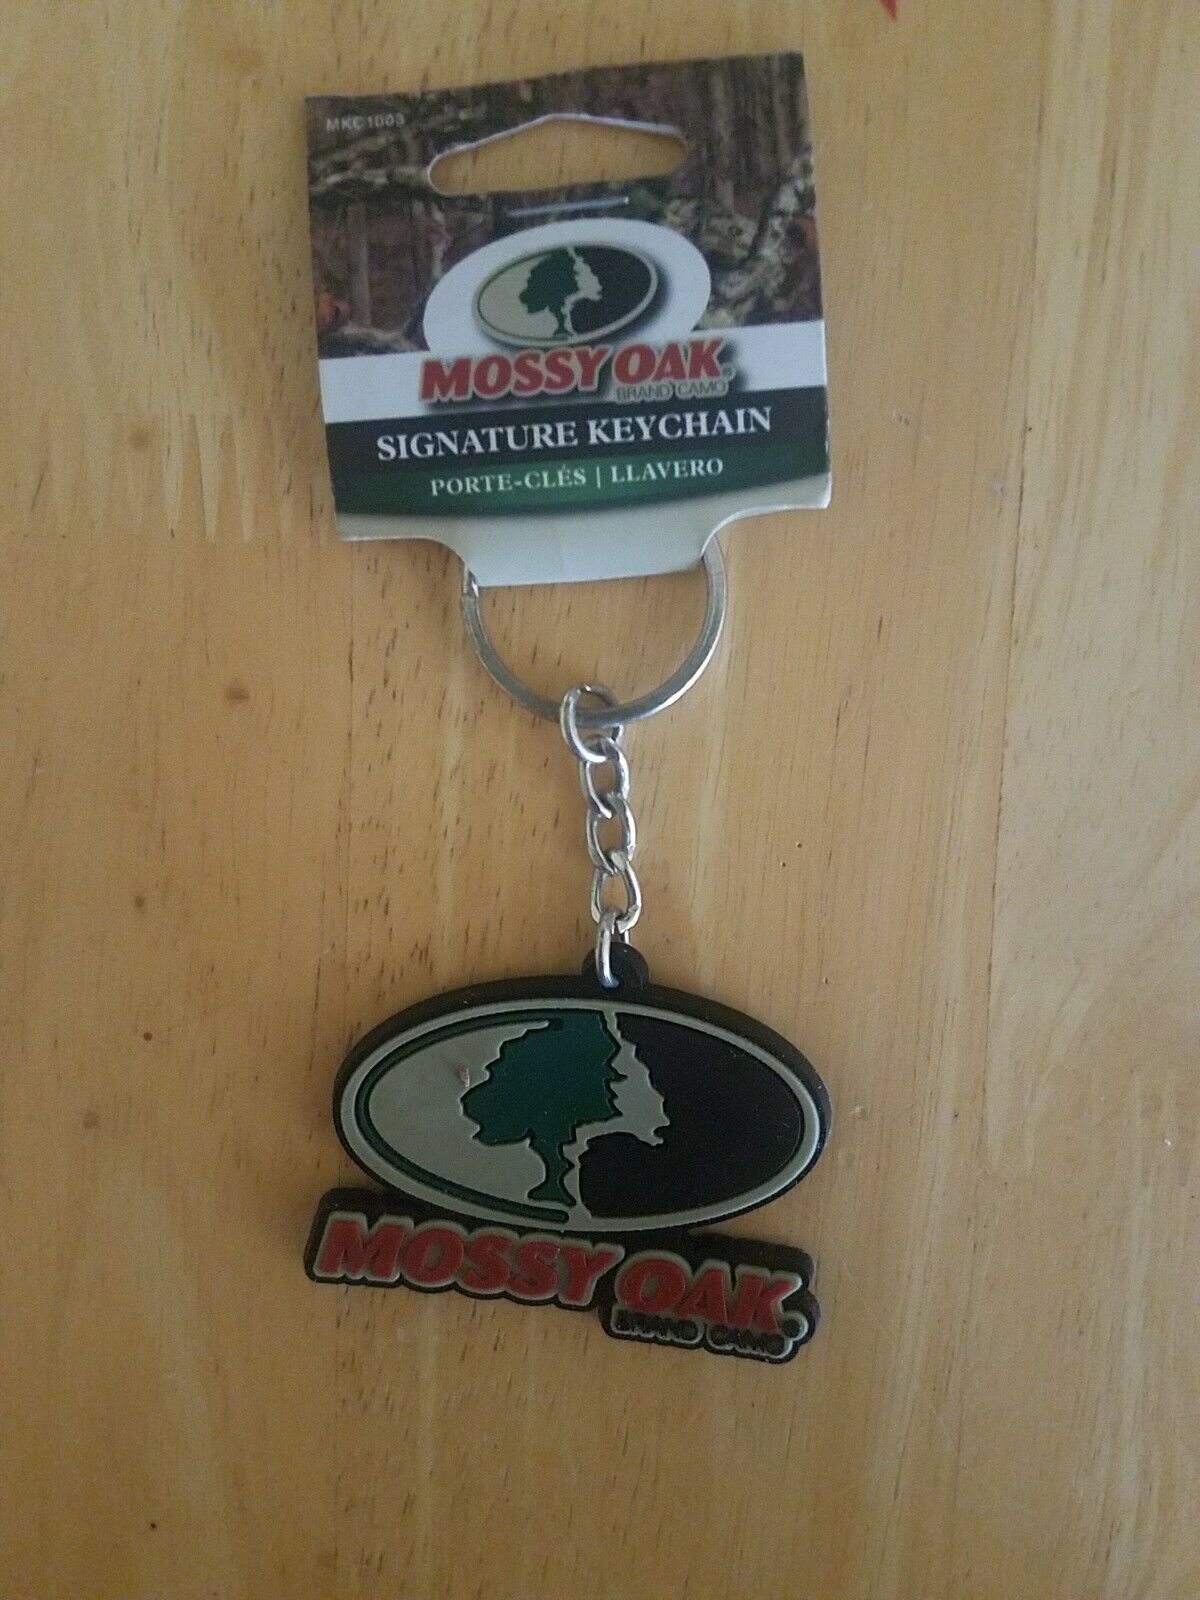 MKC1003
MOSSY OAK®
BRAND CAMO
SIGNATURE KEYCHAIN
PORTE-CLÉS | LLAVERO
MOSSY OAK®
BRAND CAMO